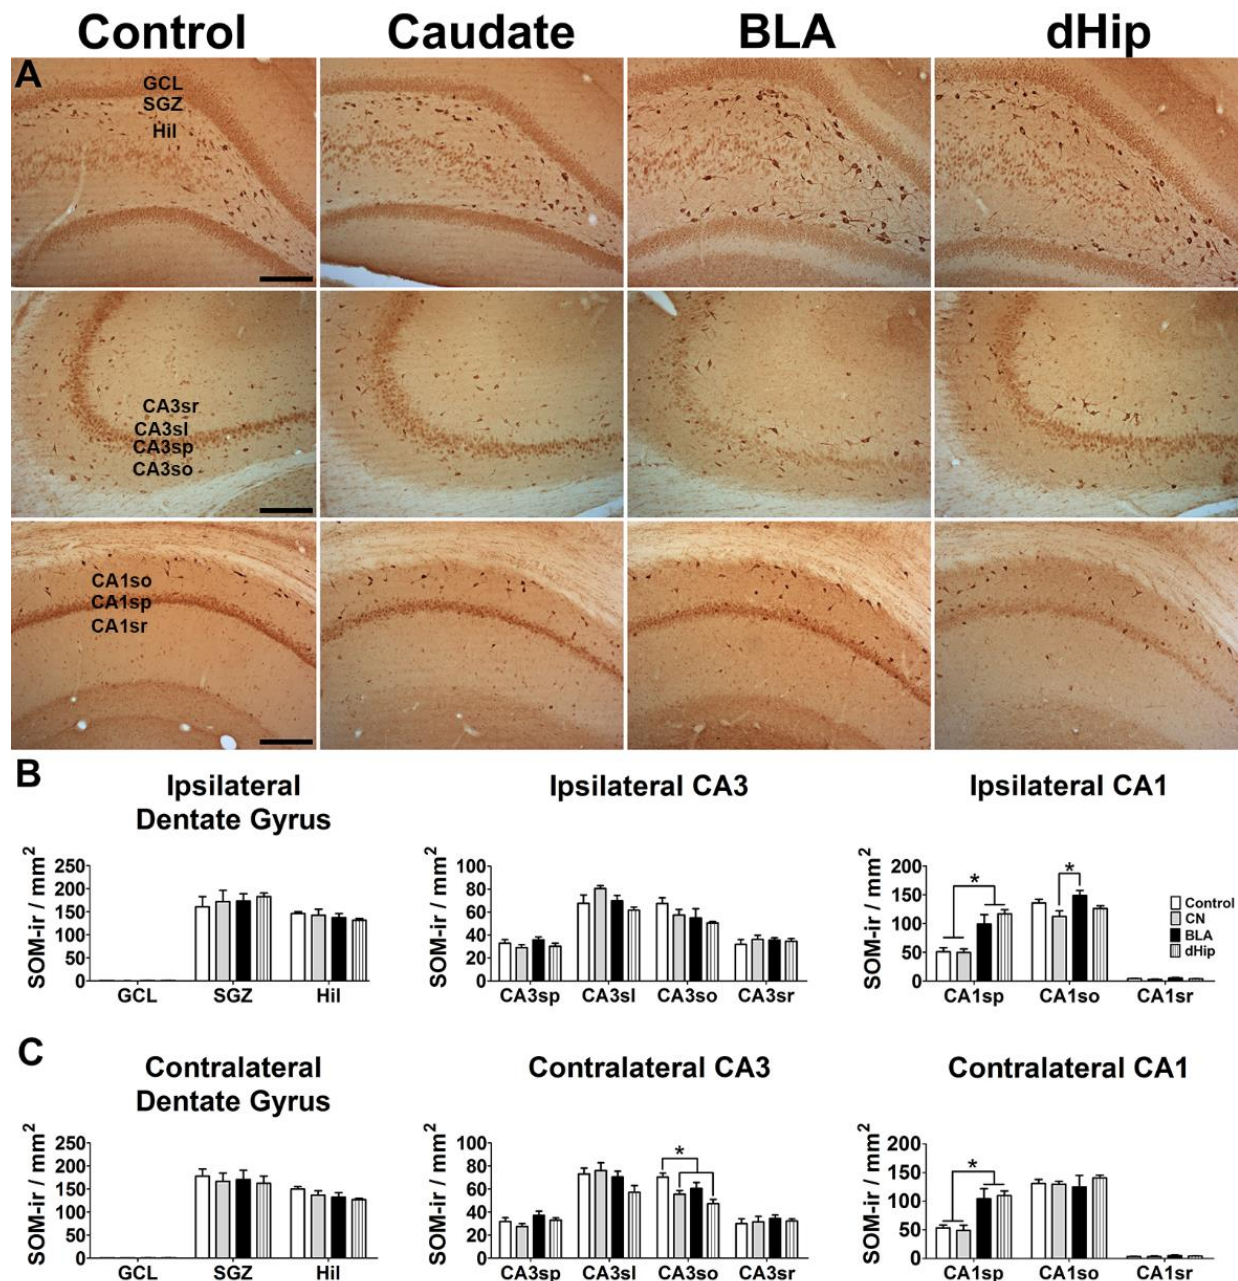 Control Caudate BLA dHip
A
GCL
SGZ
Hil
CA3sr
CA3sl
CA3sp
CA3so
CA1so
CA1sp
CA1sr
B
Ipsilateral
Dentate Gyrus
SOM-ir / mm2
250
200
150
100
50
0
GCL SGZ Hil
Ipsilateral CA3
SOM-ir / mm2
100
80
60
40
20
0
CA3sp CA3sl CA3so CA3sr
Ipsilateral CA1
SOM-ir / mm2
200
150
100
50
0
* *
CA1sp CA1so CA1sr
Control
CN
BLA
dHip
C
Contralateral
Dentate Gyrus
SOM-ir / mm2
250
200
150
100
50
0
GCL SGZ Hil
Contralateral CA3
SOM-ir / mm2
100
80
60
40
20
0
*
CA3sp CA3sl CA3so CA3sr
Contralateral CA1
SOM-ir / mm2
200
150
100
50
0
*
CA1sp CA1so CA1sr